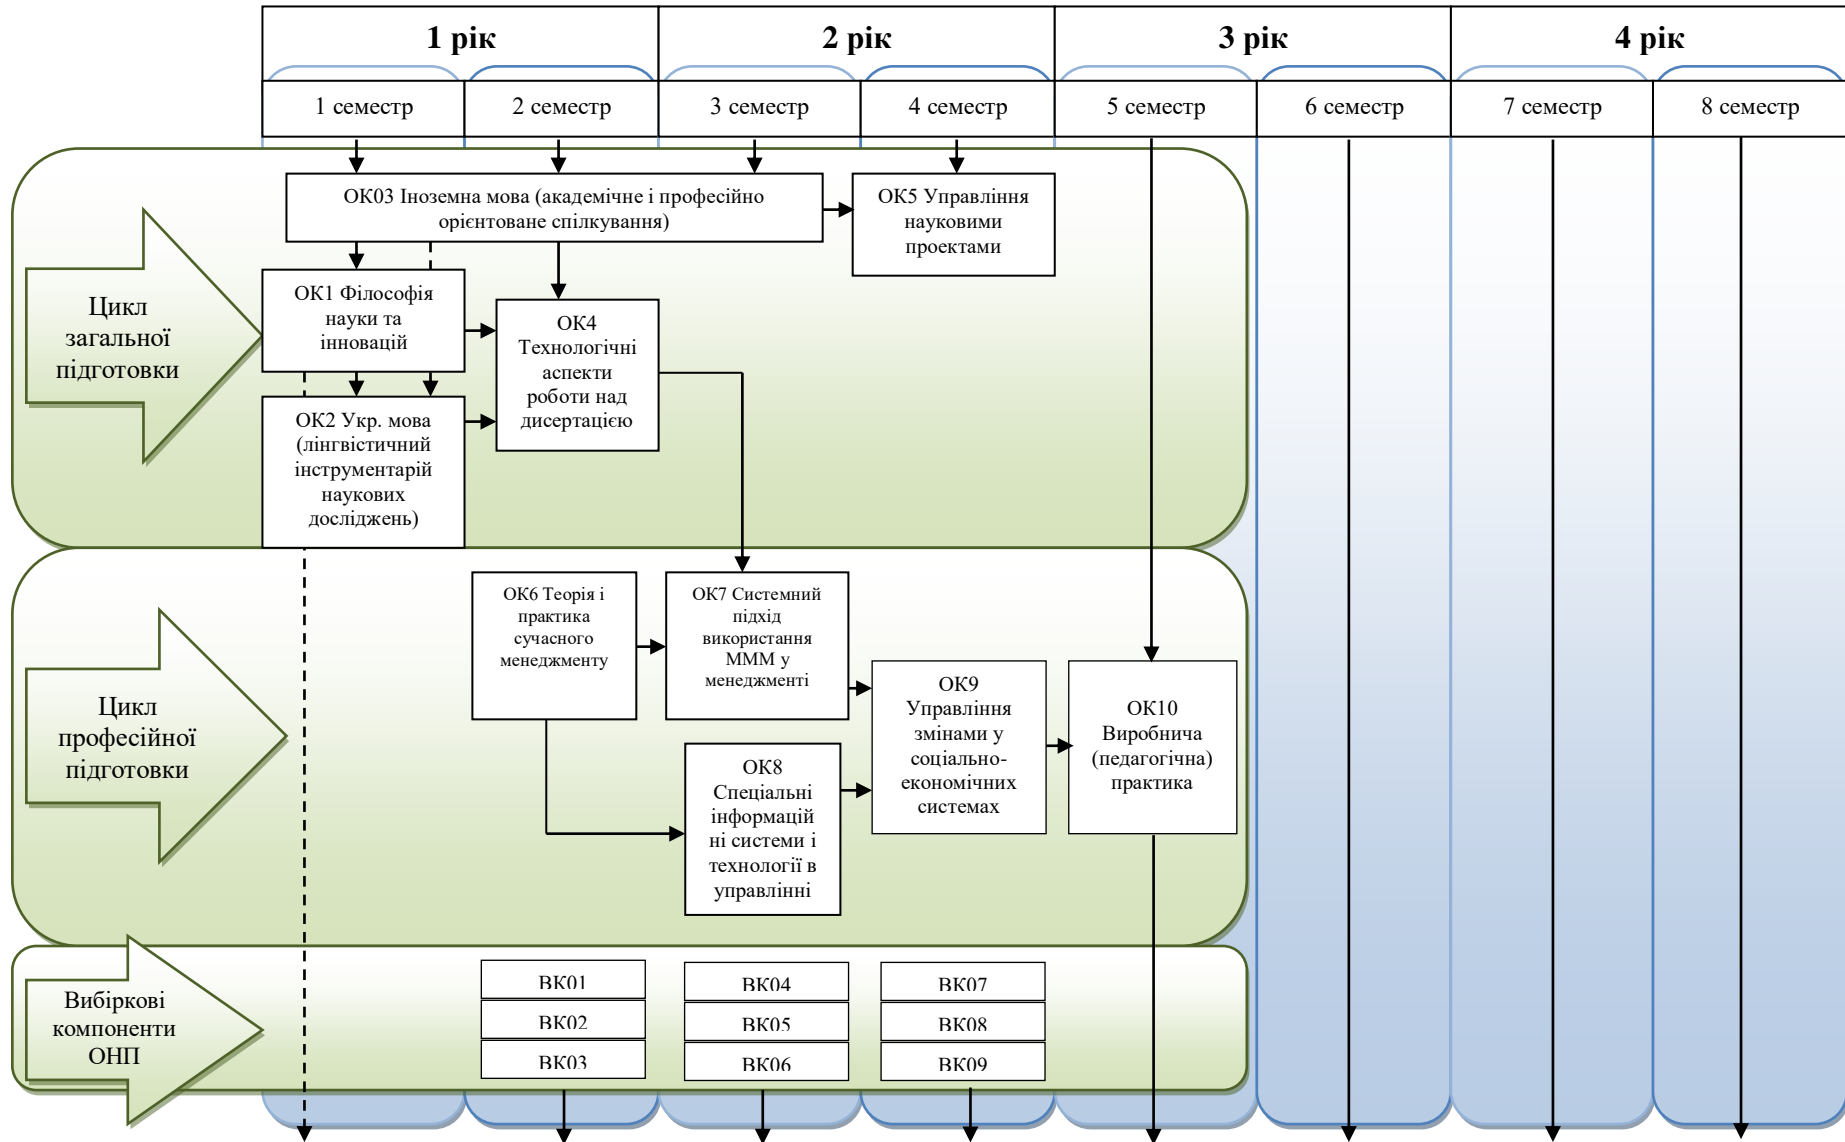 1 рік
2 рік
3 рік
4 рік
1 семестр
2 семестр
3 семестр
4 семестр
5 семестр
6 семестр
7 семестр
8 семестр
Цикл
загальної
підготовки
ОК03 Іноземна мова (академічне і професійно
орієнтоване спілкування)
ОК5 Управління
науковими
проектами
ОК1 Філософія
науки та
інновацій
ОК4
Технологічні
аспекти
роботи над
дисертацією
ОК2 Укр. мова
(лінгвістичний
інструментарій
наукових
досліджень)
Цикл
професійної
підготовки
ОК6 Теорія і
практика
сучасного
менеджменту
ОК7 Системний
підхід
використання
МММ у
менеджменті
ОК8
Спеціальні
інформацій
ні системи і
технології в
управлінні
ОК9
Управління
змінами у
соціально-
економічних
системах
ОК10
Виробнича
(педагогічна)
практика
Вибіркові
компоненти
ОНП
ВК01
ВК02
ВК03
ВК04
ВК05
ВК06
ВК07
ВК08
ВК09